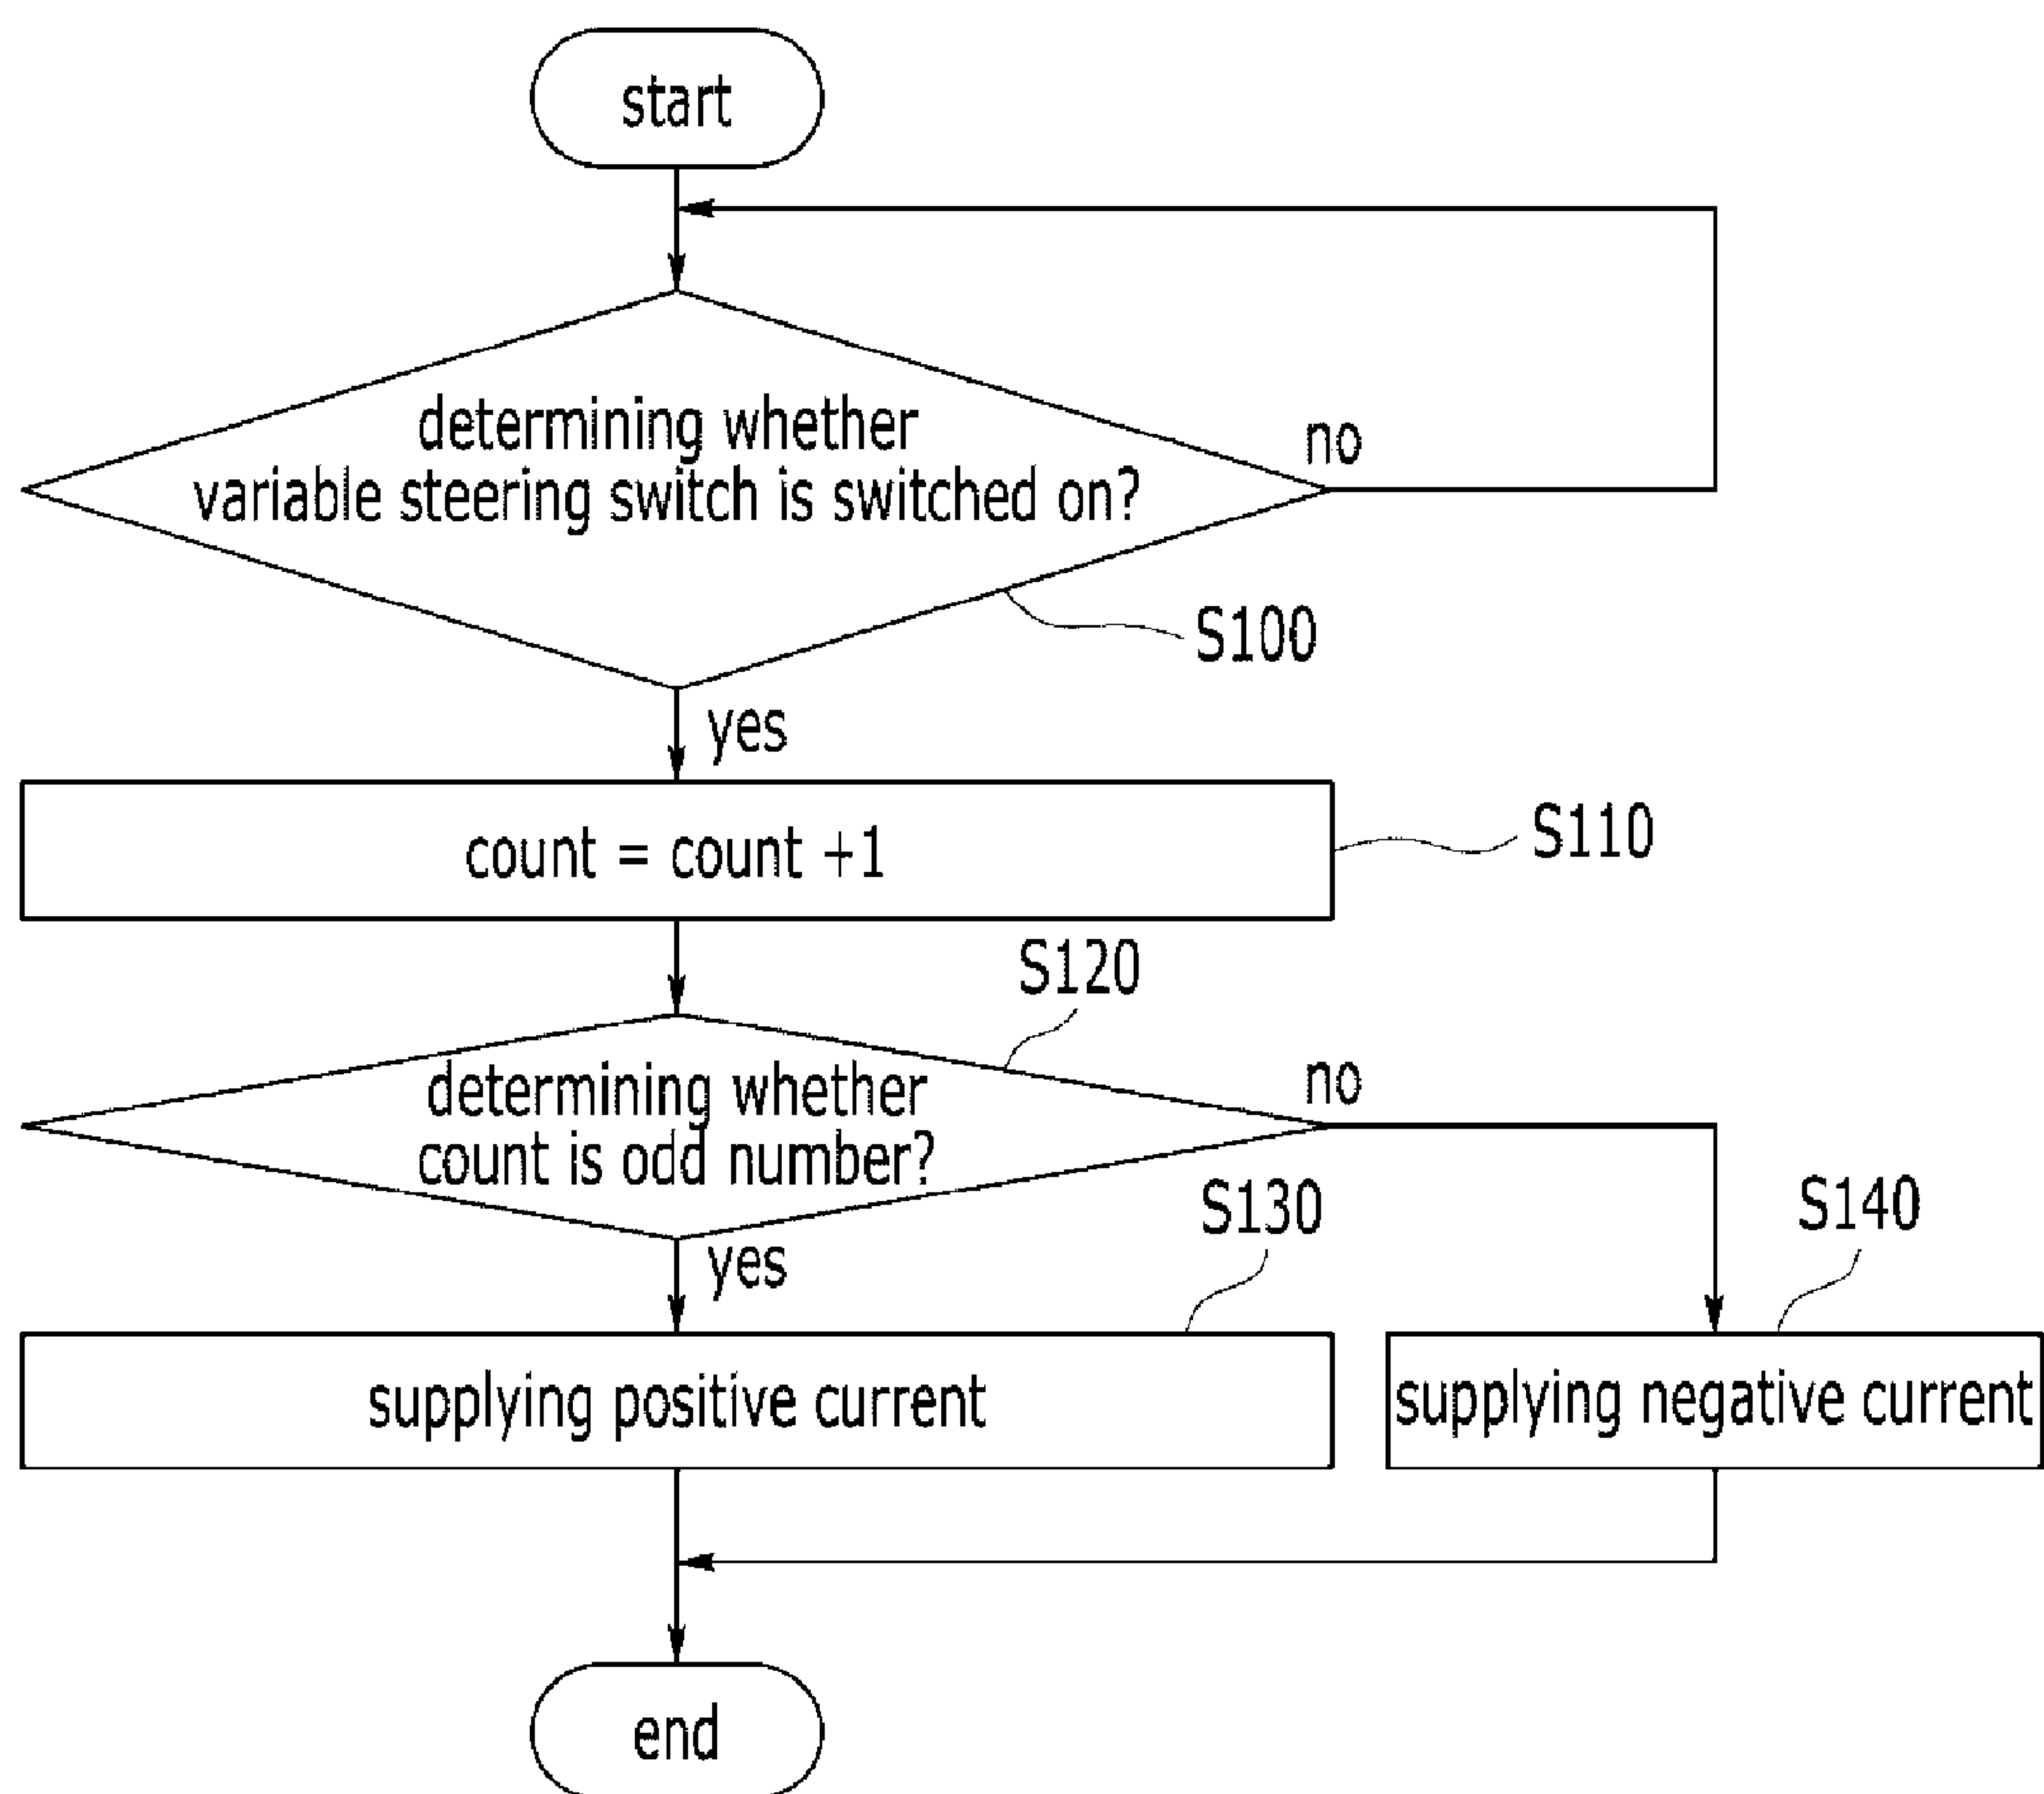 start
determining whether
variable steering switch is switched on?
no
S100
yes
count = count +1
S110
S120
determining whether
count is odd number?
no
yes
S130
S140
supplying positive current
supplying negative current
end